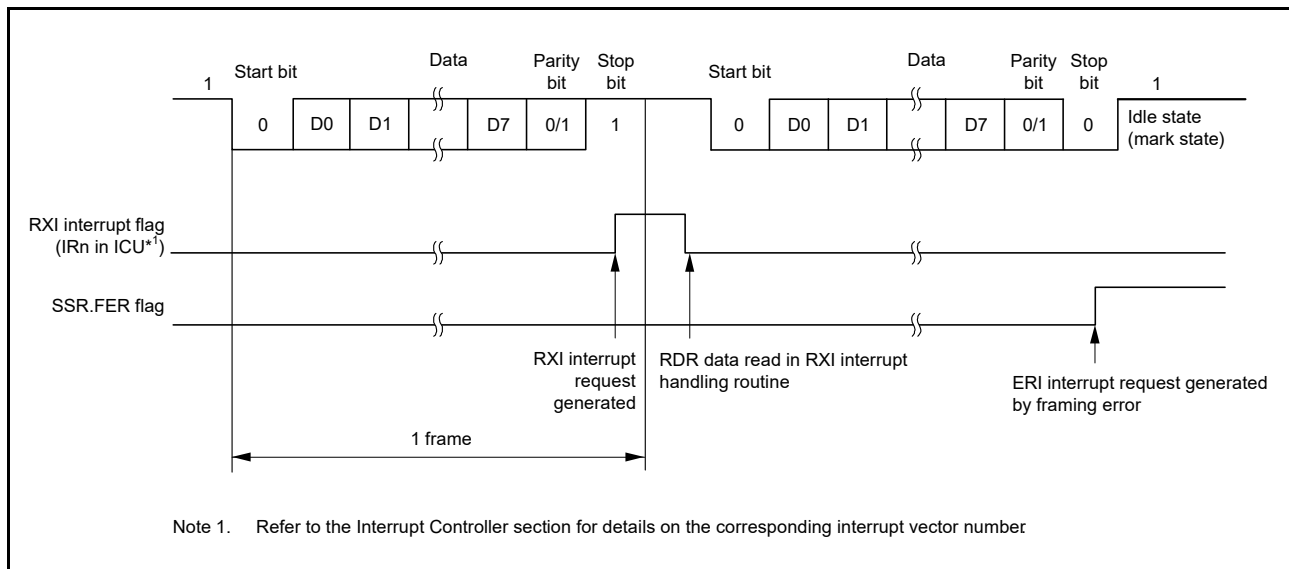 1
Start bit
Data
Parity
bit
Stop
bit
Start bit
Data
Parity
bit
Stop
bit
1
0 D0 D1 D7 0/1 1 0 D0 D1 D7 0/1 0
Idle state
(mark state)
RXI interrupt flag
(IRn in ICU*1)
SSR.FER flag
RXI interrupt
request
generated
RDR data read in RXI interrupt
handling routine
ERI interrupt request generated
by framing error
1 frame
Note 1. Refer to the Interrupt Controller section for details on the corresponding interrupt vector number